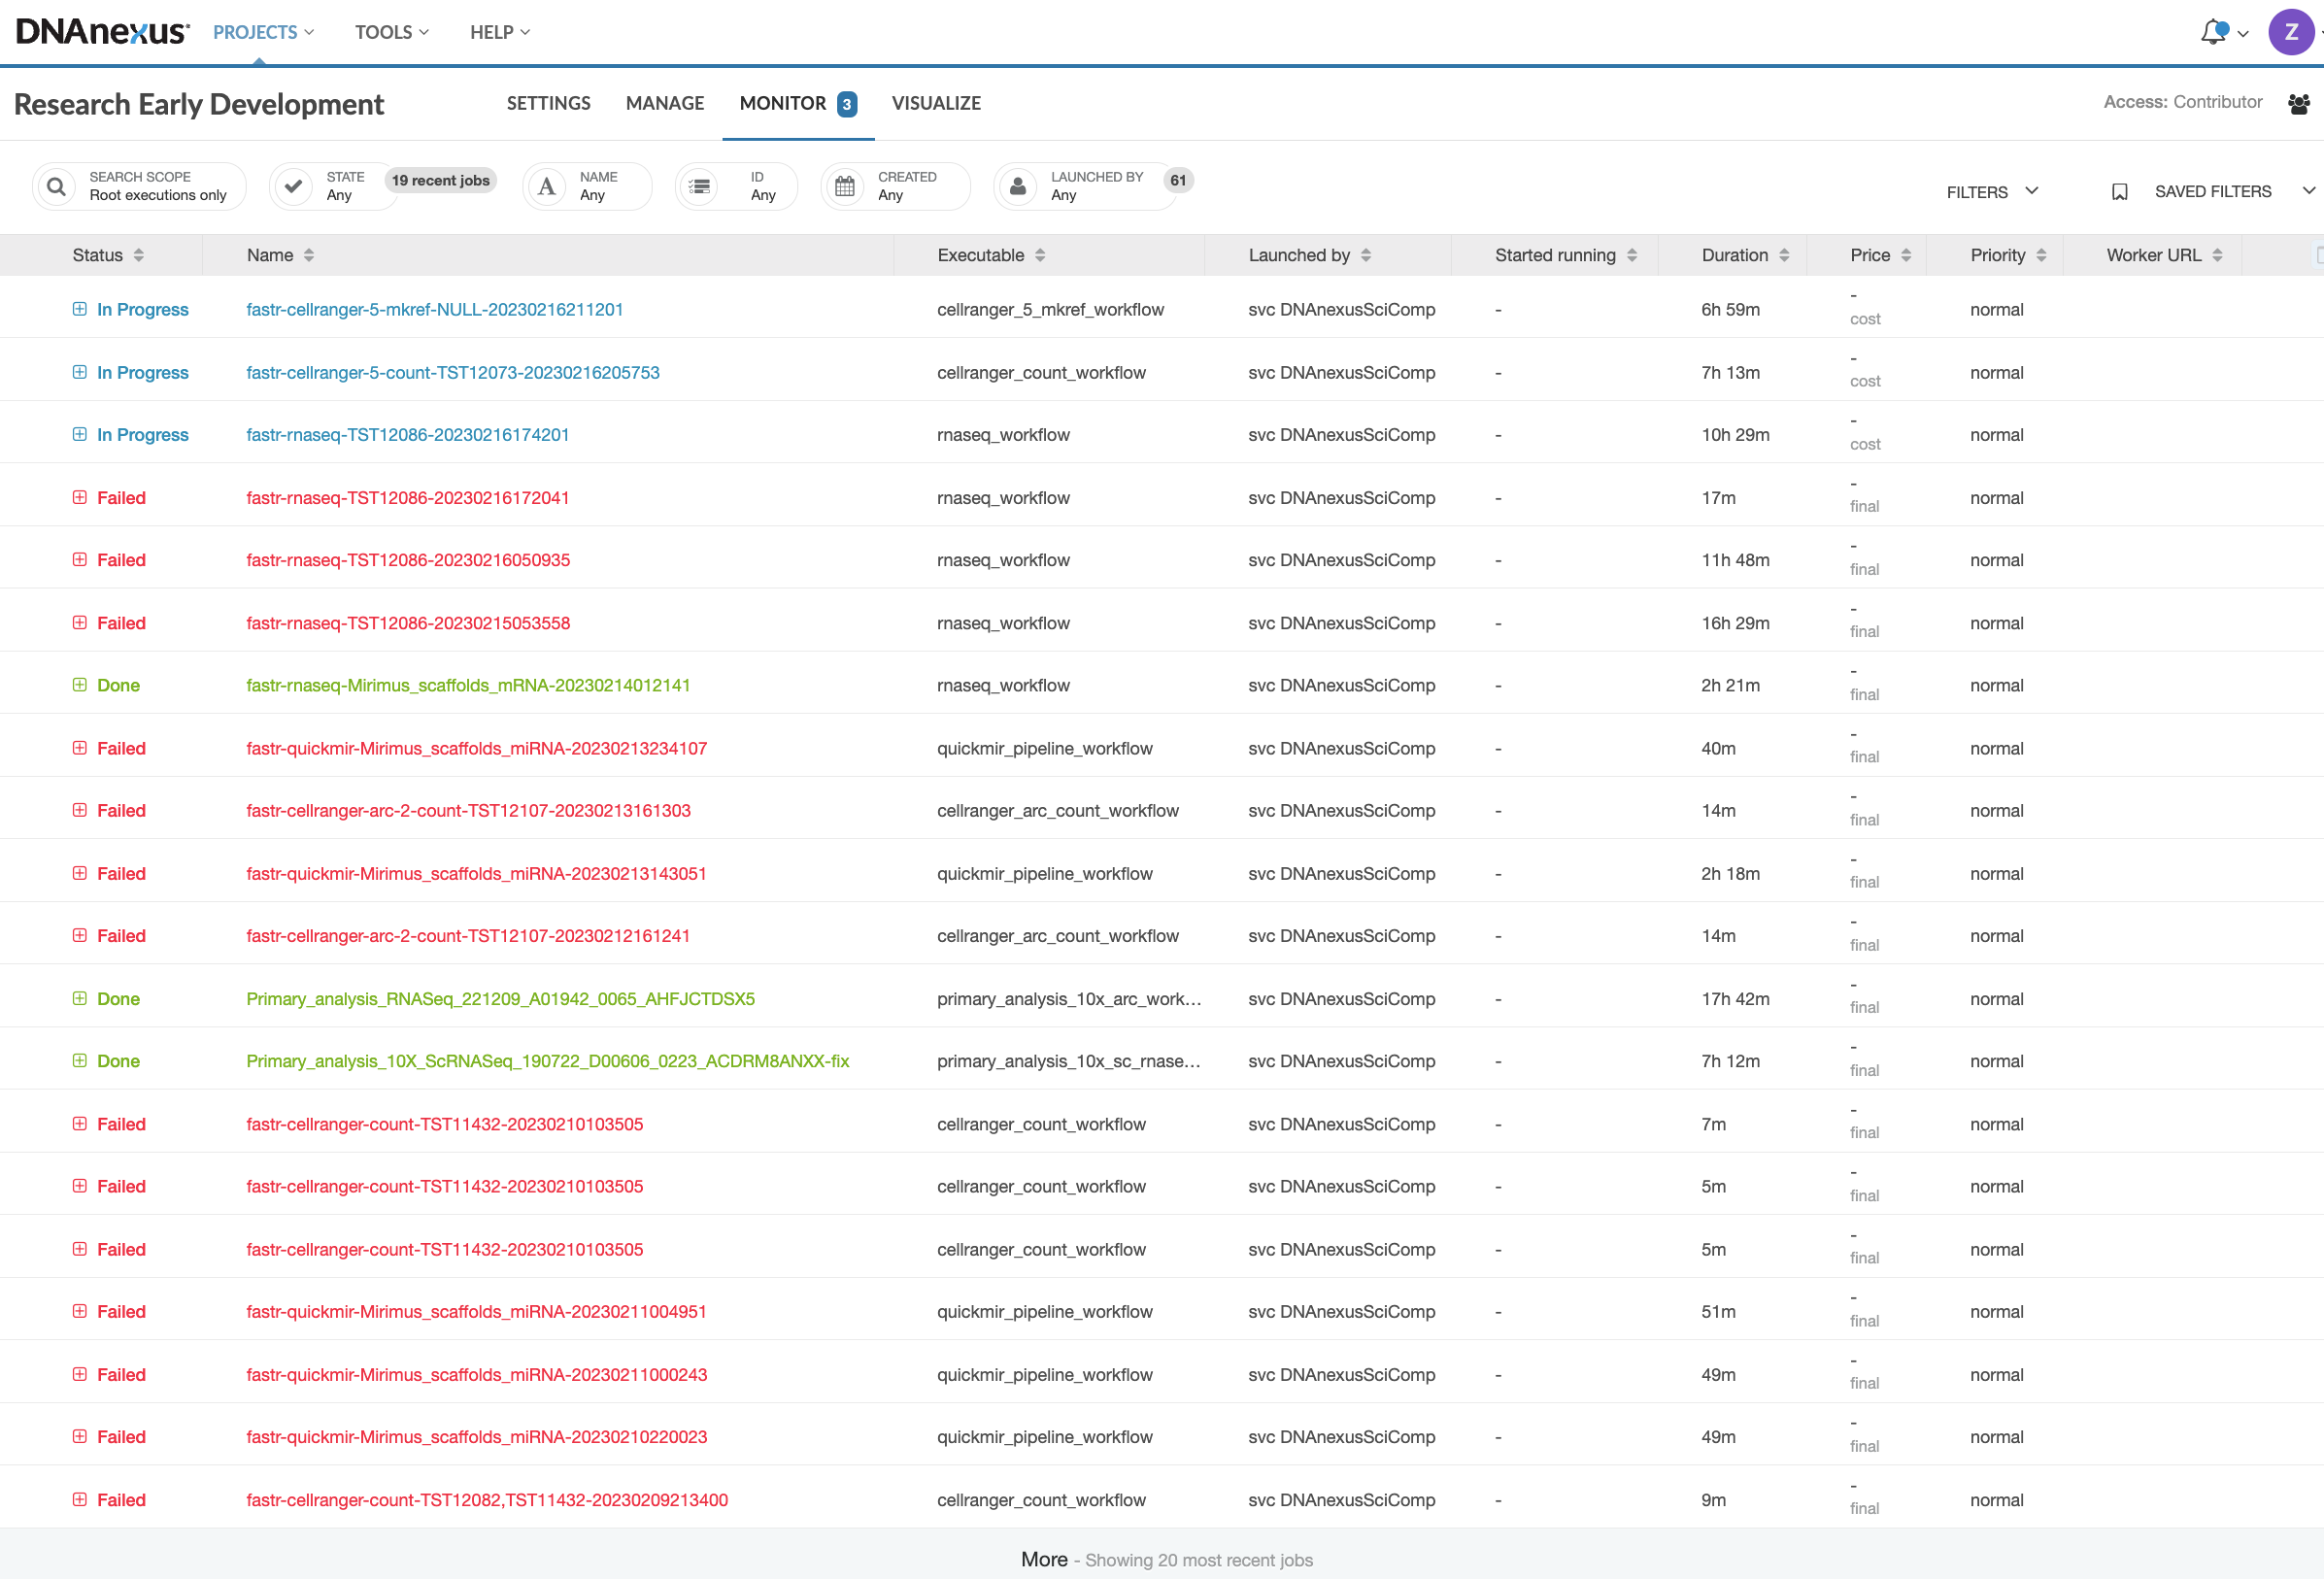 DNAnexus PROJECTS TOOLS HELP Z
Research Early Development SETTINGS MANAGE MONITOR 3 VISUALIZE Access: Contributor
SEARCH SCOPE STATE 19 recent jobs NAME ID CREATED LAUNCHED BY 61
Root executions only Any Any Any Any Any FILTERS SAVED FILTERS
Status Name Executable Launched by Started running Duration Price Priority Worker URL
In Progress fastr-cellranger-5-mkref-NULL-20230216211201 cellranger_5_mkref_workflow svc DNAnexusSciComp - 6h 59m - cost normal
In Progress fastr-cellranger-5-count-TST12073-20230216205753 cellranger_count_workflow svc DNAnexusSciComp - 7h 13m - cost normal
In Progress fastr-rnaseq-TST12086-20230216174201 rnaseq_workflow svc DNAnexusSciComp - 10h 29m - cost normal
Failed fastr-rnaseq-TST12086-20230216172041 rnaseq_workflow svc DNAnexusSciComp - 17m - final normal
Failed fastr-rnaseq-TST12086-20230216050935 rnaseq_workflow svc DNAnexusSciComp - 11h 48m - final normal
Failed fastr-rnaseq-TST12086-20230215053558 rnaseq_workflow svc DNAnexusSciComp - 16h 29m - final normal
Done fastr-rnaseq-Mirimus_scaffolds_mRNA-20230214012141 rnaseq_workflow svc DNAnexusSciComp - 2h 21m - final normal
Failed fastr-quickmir-Mirimus_scaffolds_miRNA-20230213234107 quickmir_pipeline_workflow svc DNAnexusSciComp - 40m - final normal
Failed fastr-cellranger-arc-2-count-TST12107-20230213161303 cellranger_arc_count_workflow svc DNAnexusSciComp - 14m - final normal
Failed fastr-quickmir-Mirimus_scaffolds_miRNA-20230213143051 quickmir_pipeline_workflow svc DNAnexusSciComp - 2h 18m - final normal
Failed fastr-cellranger-arc-2-count-TST12107-20230212161241 cellranger_arc_count_workflow svc DNAnexusSciComp - 14m - final normal
Done Primary_analysis_RNASeq_221209_A01942_0065_AHFJCTDSX5 primary_analysis_10x_arc_work... svc DNAnexusSciComp - 17h 42m - final normal
Done Primary_analysis_10X_ScRNASeq_190722_D00606_0223_ACDRM8ANXX-fix primary_analysis_10x_sc_rnase... svc DNAnexusSciComp - 7h 12m - final normal
Failed fastr-cellranger-count-TST11432-20230210103505 cellranger_count_workflow svc DNAnexusSciComp - 7m - final normal
Failed fastr-cellranger-count-TST11432-20230210103505 cellranger_count_workflow svc DNAnexusSciComp - 5m - final normal
Failed fastr-cellranger-count-TST11432-20230210103505 cellranger_count_workflow svc DNAnexusSciComp - 5m - final normal
Failed fastr-quickmir-Mirimus_scaffolds_miRNA-20230211004951 quickmir_pipeline_workflow svc DNAnexusSciComp - 51m - final normal
Failed fastr-quickmir-Mirimus_scaffolds_miRNA-20230211000243 quickmir_pipeline_workflow svc DNAnexusSciComp - 49m - final normal
Failed fastr-quickmir-Mirimus_scaffolds_miRNA-20230210220023 quickmir_pipeline_workflow svc DNAnexusSciComp - 49m - final normal
Failed fastr-cellranger-count-TST12082,TST11432-20230209213400 cellranger_count_workflow svc DNAnexusSciComp - 9m - final normal
More - Showing 20 most recent jobs